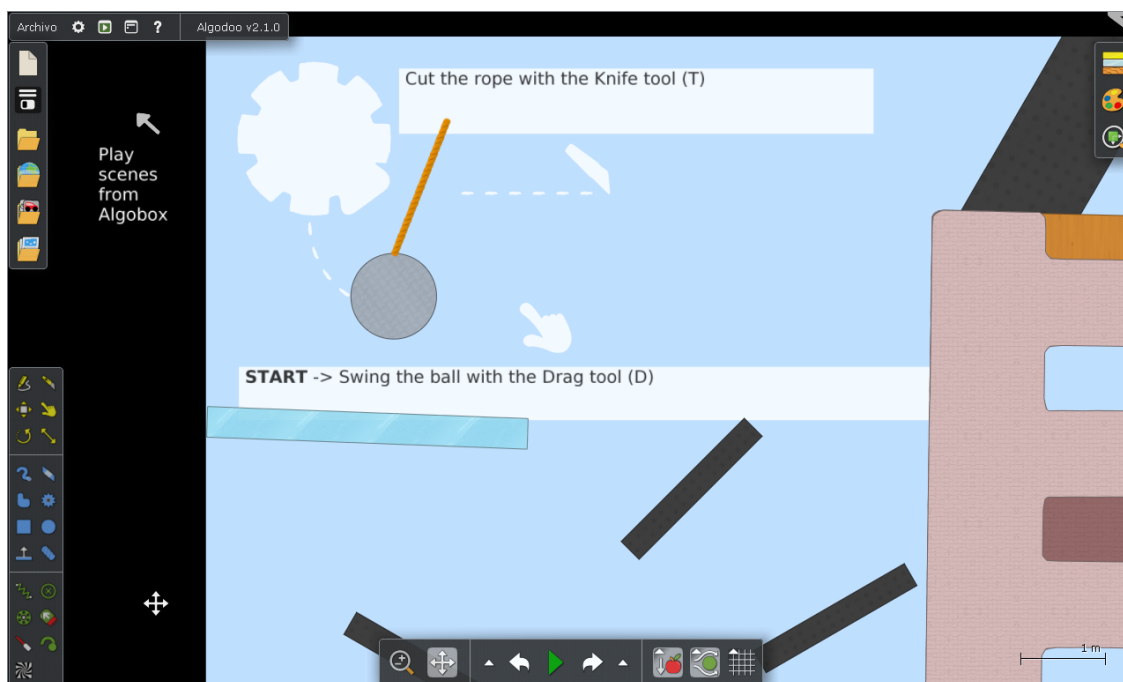 Archivo ? Algodoo v2.1.0
Cut the rope with the Knife tool (T)
Play
scenes
from
Algobox
START -> Swing the ball with the Drag tool (D)
1 m